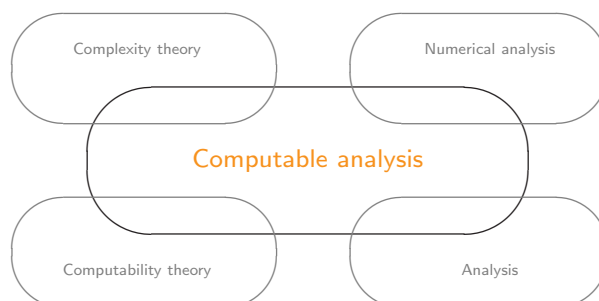 Complexity theory
Numerical analysis
Computable analysis
Computability theory
Analysis